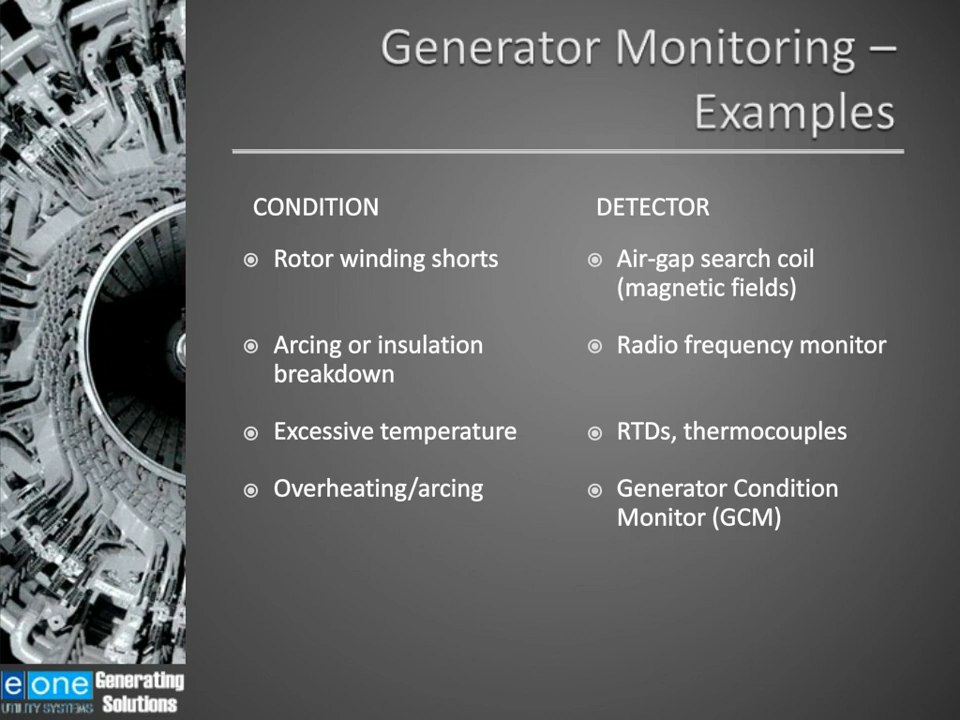 Generator Monitoring –
Examples
CONDITION
DETECTOR
Rotor winding shorts
Air-gap search coil
(magnetic fields)
Arcing or insulation
breakdown
Radio frequency monitor
Excessive temperature
RTDs, thermocouples
Overheating/arcing
Generator Condition
Monitor (GCM)
e one
UTILITY SYSTEMS
Generating
Solutions